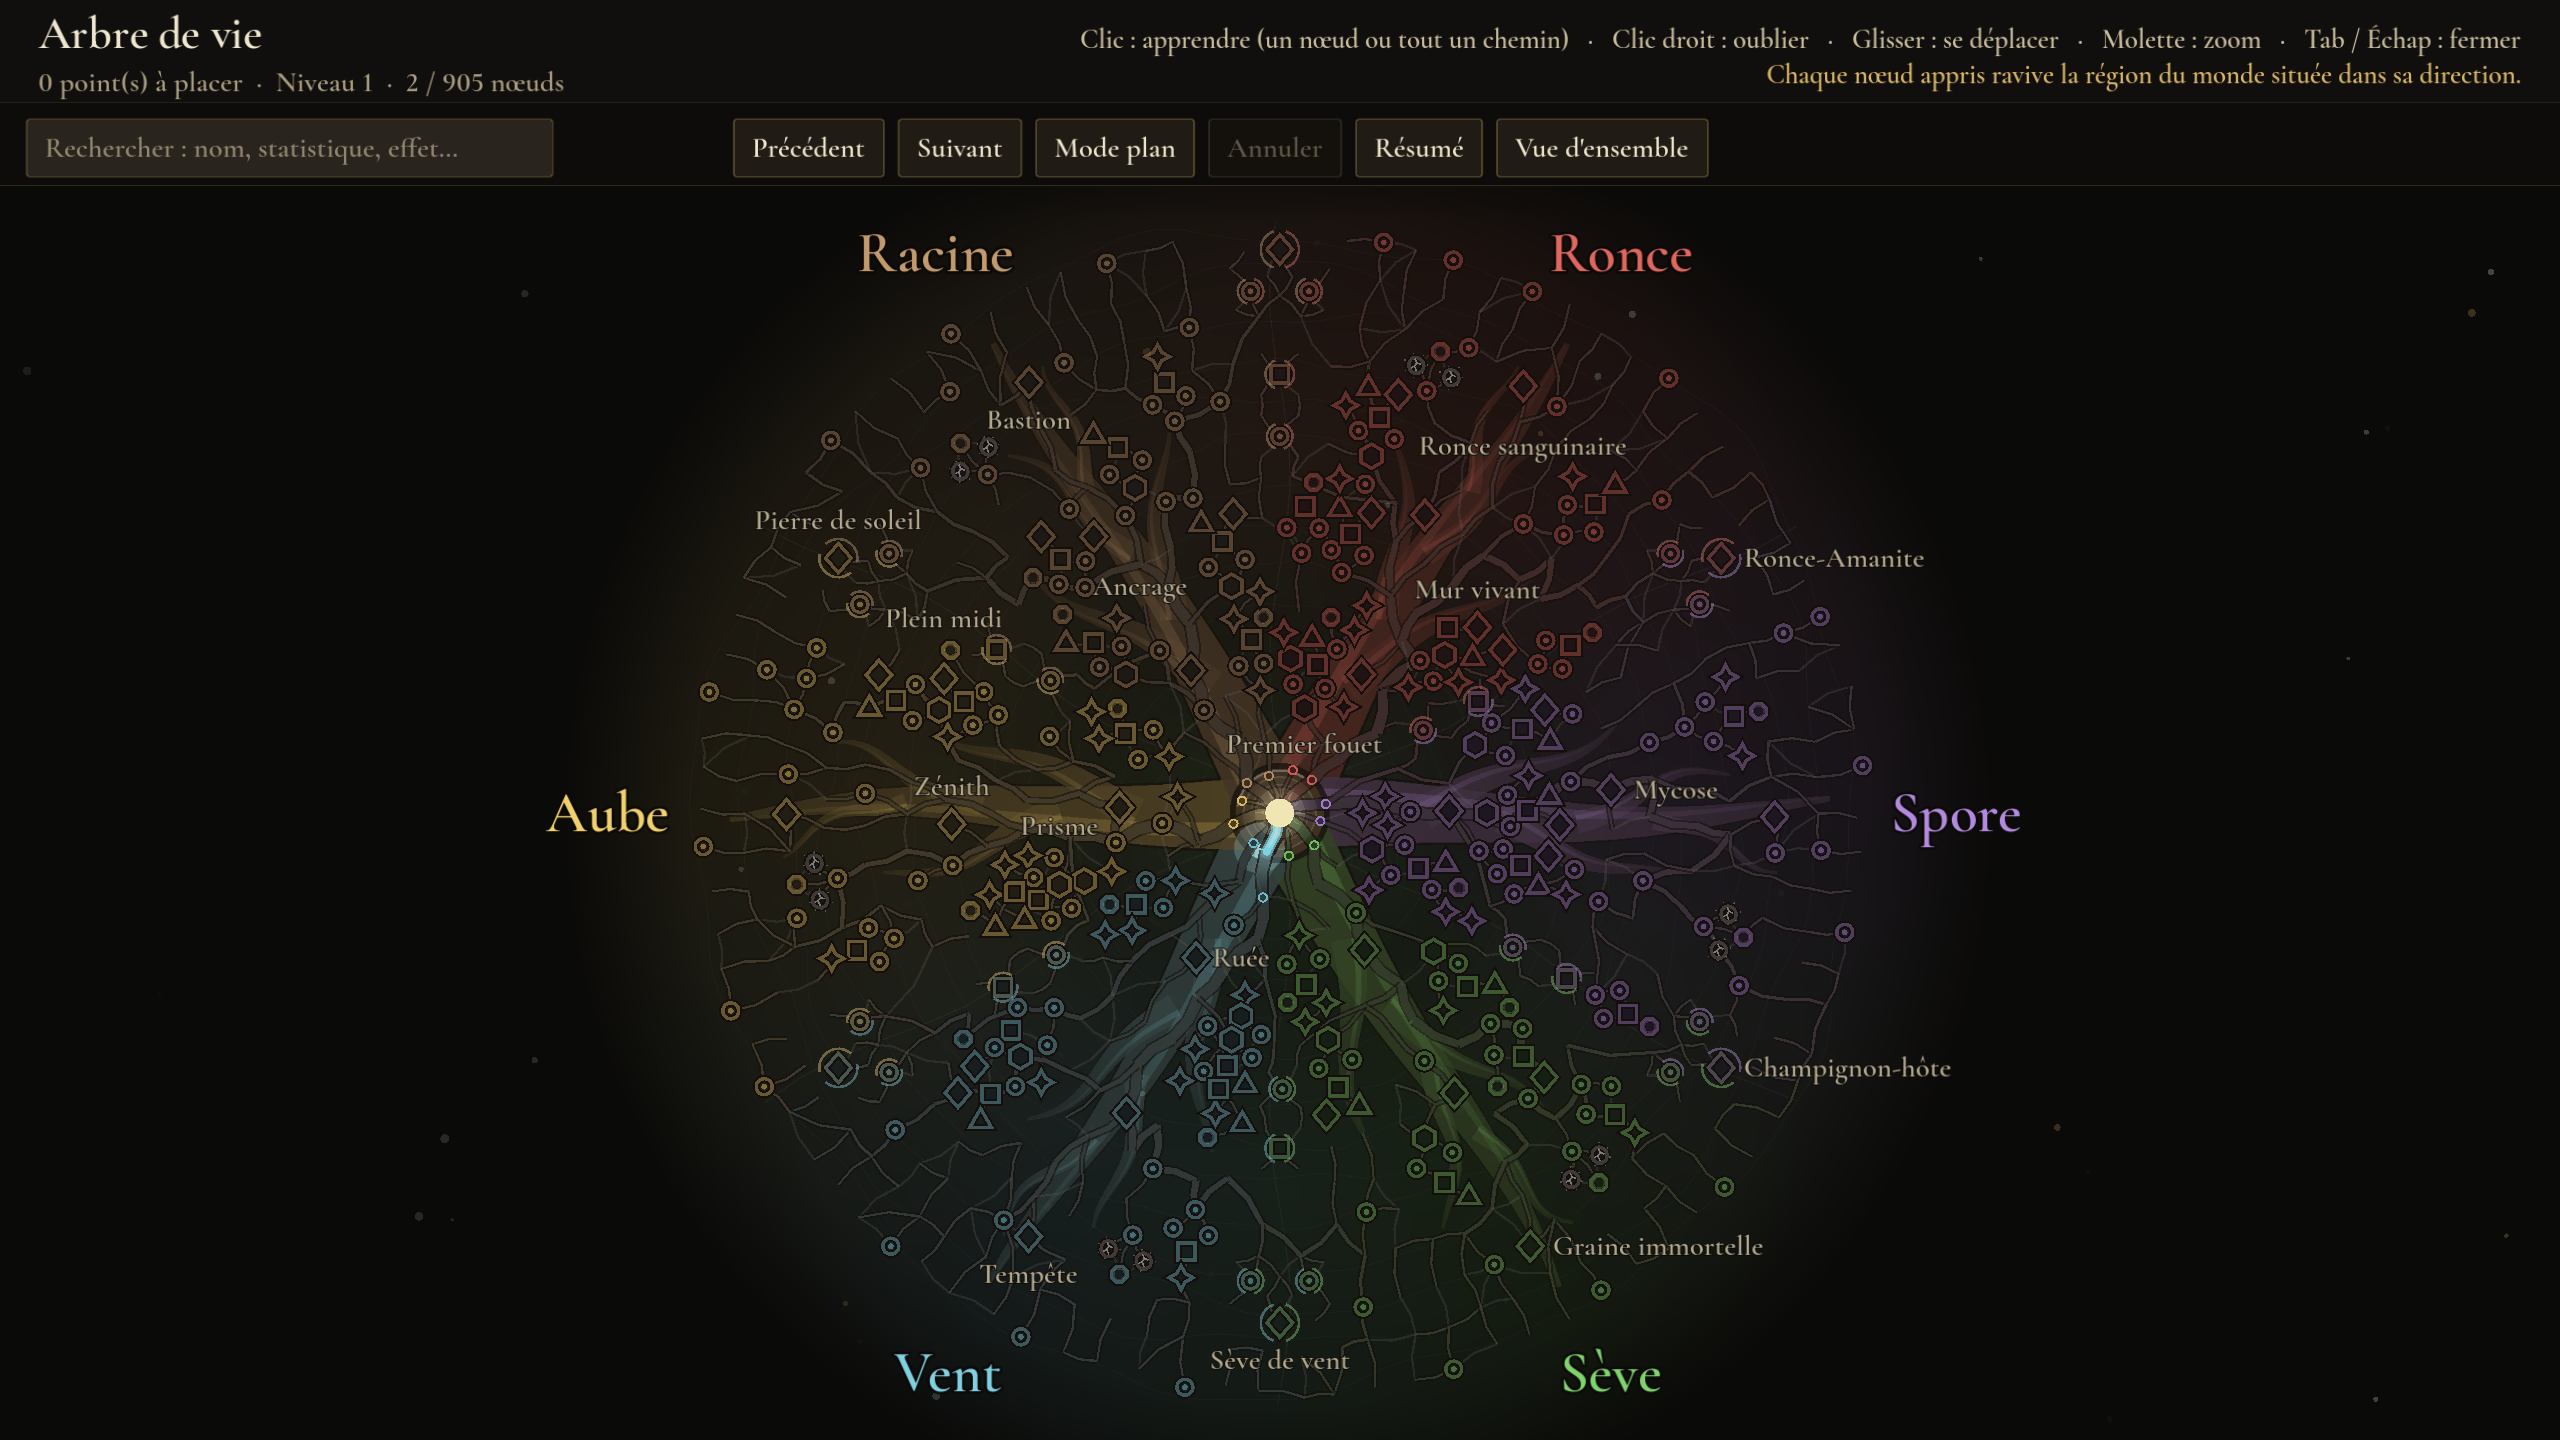 Arbre de vie
0 point(s) à placer · Niveau 1 · 2 / 905 nœuds
Clic : apprendre (un nœud ou tout un chemin) · Clic droit : oublier · Glisser : se déplacer · Molette : zoom · Tab / Échap : fermer
Chaque nœud appris ravive la région du monde située dans sa direction.
Rechercher : nom, statistique, effet...
Précédent
Suivant
Mode plan
Annuler
Résumé
Vue d'ensemble
Racine
Ronce
Bastion
Ronce sanguinaire
Pierre de soleil
Ronce-Amanite
Ancrage
Mur vivant
Plein midi
Premier fouet
Zénith
Mycose
Aube
Prisme
Spore
Ruée
Champignon-hôte
Graine immortelle
Tempête
Sève de vent
Vent
Sève